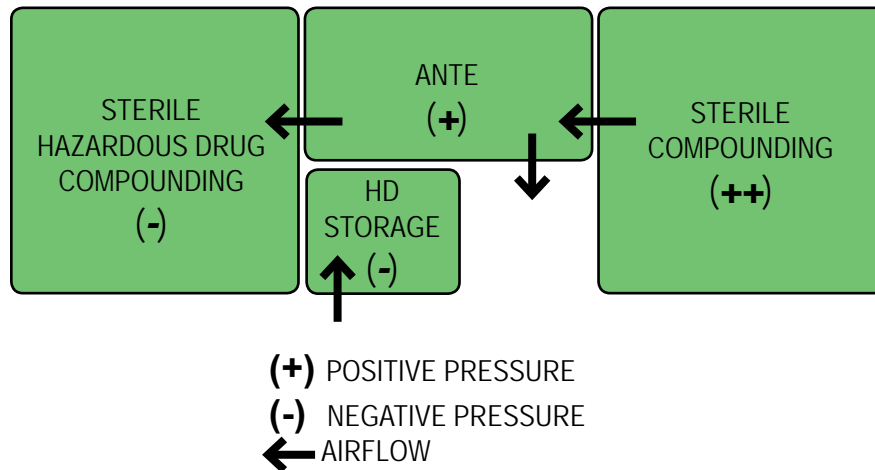 STERILE
HAZARDOUS DRUG
COMPOUNDING
(-)
ANTE
(+)
HD
STORAGE
(-)
STERILE
COMPOUNDING
(++)
(+) POSITIVE PRESSURE
(-) NEGATIVE PRESSURE
AIRFLOW